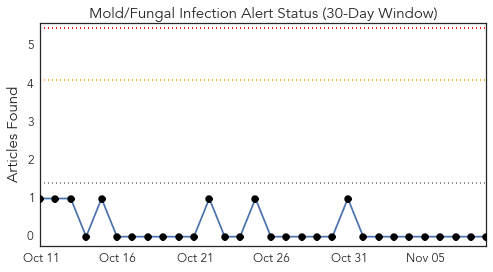 Mold/Fungal Infection Alert Status (30-Day Window)
Articles Found
5
4
3
2
1
0
Oct 11 Oct 16 Oct 21 Oct 26 Oct 31 Nov 05